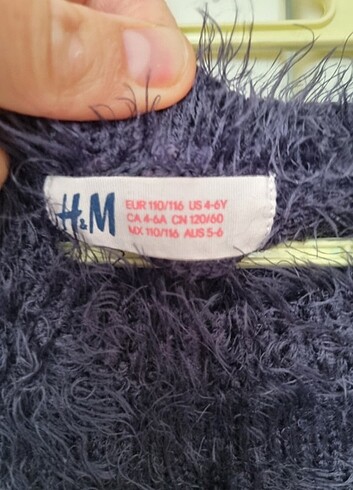 H&M
EUR 110/116 US 4-6Y
CA 4-6A CN 120/60
MX 110/116 AUS 5-6